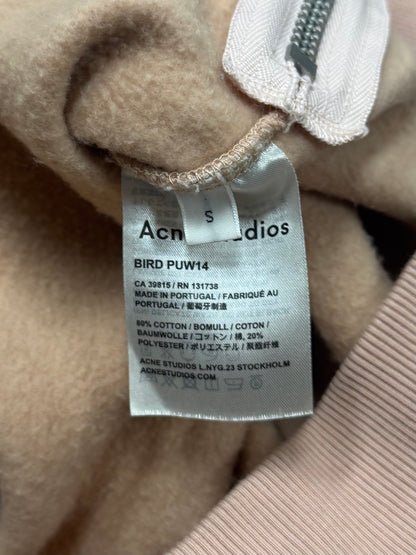 S
Acne Studios
BIRD PUW14
CA 39815 / RN 131738
MADE IN PORTUGAL / FABRIQUÉ AU
PORTUGAL / 葡萄牙制造
80% COTTON / BOMULL / COTON /
BAUMWOLLE / コットン / 棉, 20%
POLYESTER / ポリエステル / 聚酯纤维
ACNE STUDIOS L.NYG.23 STOCKHOLM
ACNESTUDIOS.COM